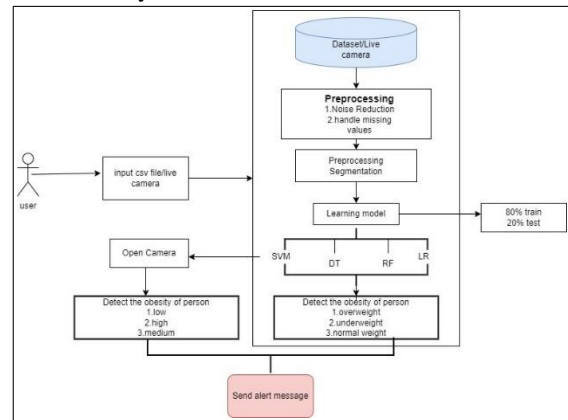 Dataset/Live
camera
Preprocessing
1.Noise Reduction
2.handle missing
values
user
input csv file/live
camera
Preprocessing
Segmentation
Learning model
80% train
20% test
Open Camera
SVM
DT
RF
LR
Detect the obesity of person
1.low
2.high
3.medium
Detect the obesity of person
1.overweight
2.underweight
3.normal weight
Send alert message